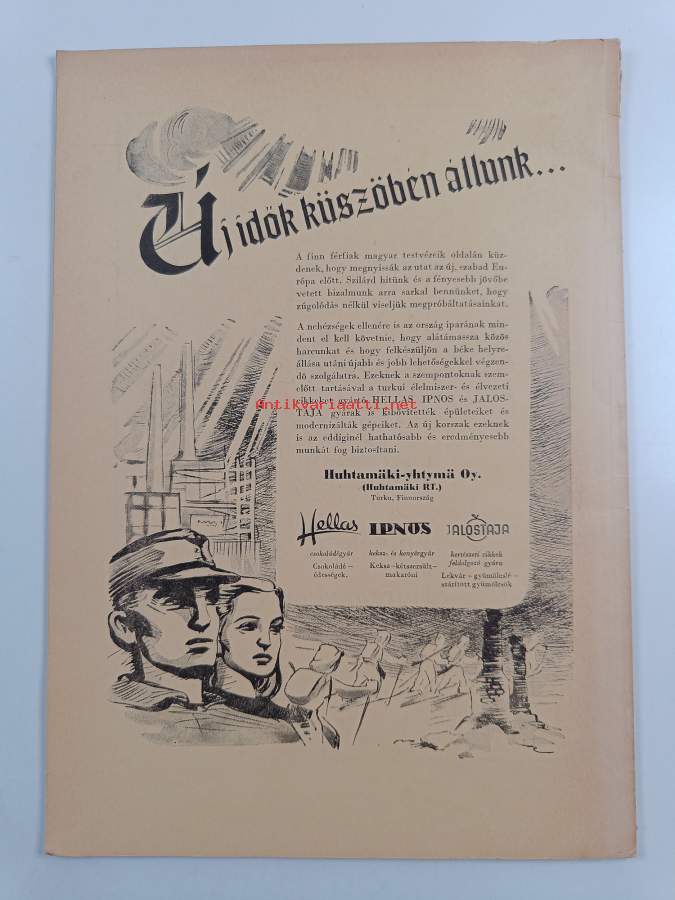 Új idők küszöbén állunk...
A finn férfiak magyar testvéreik oldalán küz-
denek, hogy megnyissák az utat az új, szabad Eu-
rópa előtt. Szilárd hitünk és a fényesebb jövőbe
vetett bizalmunk arra sarkal bennünket, hogy
zúgolódás nélkül viseljük megpróbáltatásainkat.
A nehézségek ellenére is az ország iparának min-
dent el kell követnie, hogy alátámassza közös
harcunkat és hogy felkészüljön a béke helyre-
állása utáni újabb és jobb lehetőségekkel végzen-
dő szolgálatra. Ezeknek a szempontoknak szem-
előtt tartásával a turkui élelmiszer- és élvezeti
cikkeket gyártó HELLAS, IPNOS és JALOS-
TAJA gyárak is kibővítették épületeiket és
modernizálták gépeiket. Az új korszak ezeknek
is az eddiginél hathatósabb és eredményesebb
munkát fog biztosítani.
Antikvariaatti.net
Huhtamäki-yhtymä Oy.
(Huhtamäki RT.)
Turku, Finnország
Hellas IPNOS JALOSTAJA
csokoládégyár
Csokoládé –
édességek.
keksz- és kenyérgyár
Keksz – kétszersült –
makaróni
kertészeti cikkek
feldolgozó gyára
Lekvár – gyümölcslé –
szárított gyümölcsök